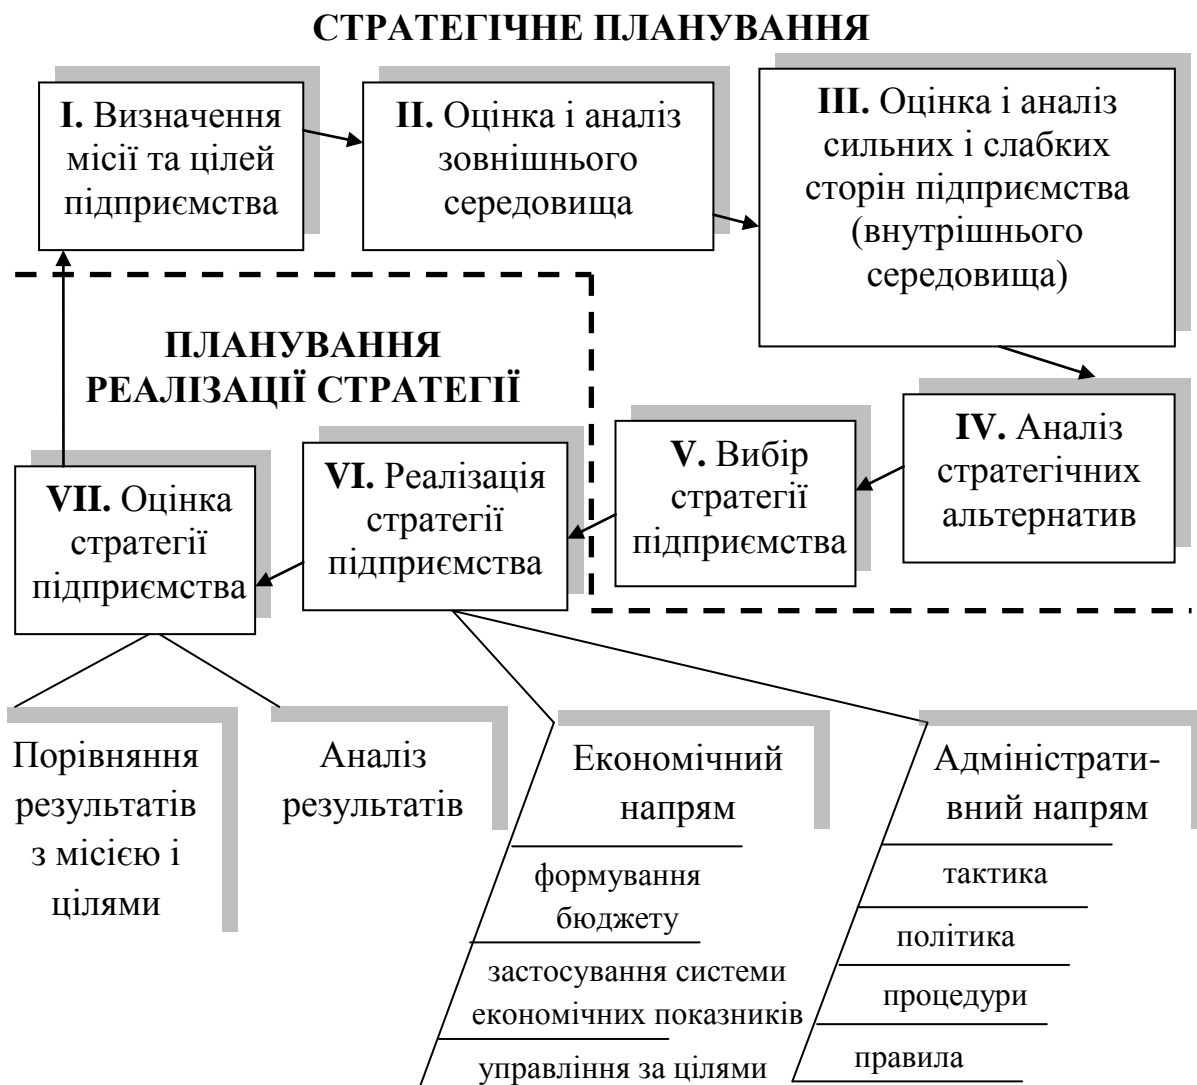 СТРАТЕГІЧНЕ ПЛАНУВАННЯ
I. Визначення
місії та цілей
підприємства
II. Оцінка і аналіз
зовнішнього
середовища
III. Оцінка і аналіз
сильних і слабких
сторін підприємства
(внутрішнього
середовища)
IV. Аналіз
стратегічних
альтернатив
V. Вибір
стратегії
підприємства
ПЛАНУВАННЯ
РЕАЛІЗАЦІЇ СТРАТЕГІЇ
VI. Реалізація
стратегії
підприємства
VII. Оцінка
стратегії
підприємства
Порівняння
результатів
з місією і
цілями
Аналіз
результатів
Економічний
напрям
формування
бюджету
застосування системи
економічних показників
управління за цілями
Адміністрати-
вний напрям
тактика
політика
процедури
правила